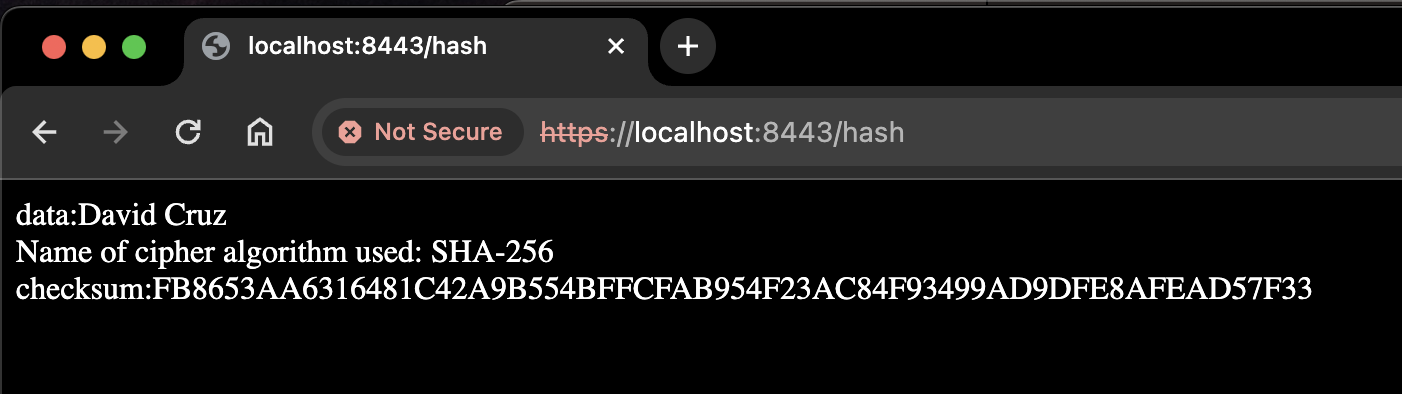 localhost:8443/hash
Not Secure https://localhost:8443/hash
data:David Cruz
Name of cipher algorithm used: SHA-256
checksum:FB8653AA6316481C42A9B554BFFCFAB954F23AC84F93499AD9DFE8AFEAD57F33